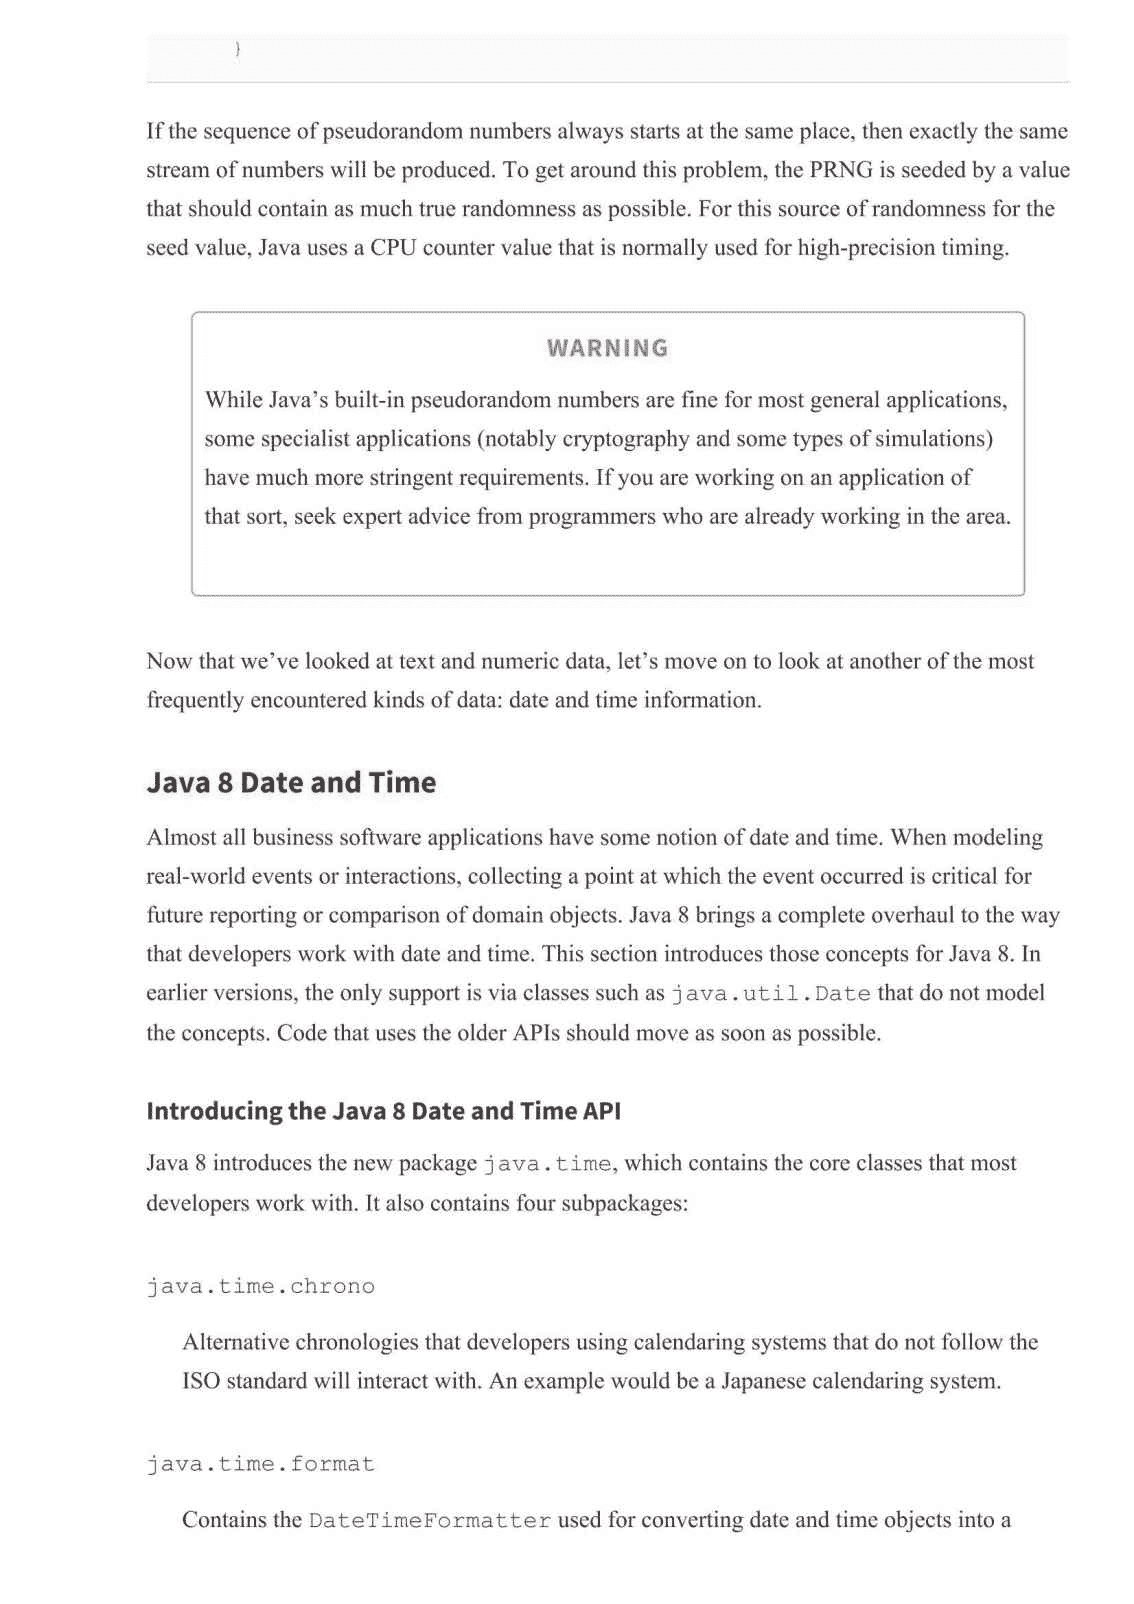 }
If the sequence of pseudorandom numbers always starts at the same place, then exactly the same
stream of numbers will be produced. To get around this problem, the PRNG is seeded by a value
that should contain as much true randomness as possible. For this source of randomness for the
seed value, Java uses a CPU counter value that is normally used for high-precision timing.
WARNING
While Java’s built-in pseudorandom numbers are fine for most general applications,
some specialist applications (notably cryptography and some types of simulations)
have much more stringent requirements. If you are working on an application of
that sort, seek expert advice from programmers who are already working in the area.
Now that we’ve looked at text and numeric data, let’s move on to look at another of the most
frequently encountered kinds of data: date and time information.
Java 8 Date and Time
Almost all business software applications have some notion of date and time. When modeling
real-world events or interactions, collecting a point at which the event occurred is critical for
future reporting or comparison of domain objects. Java 8 brings a complete overhaul to the way
that developers work with date and time. This section introduces those concepts for Java 8. In
earlier versions, the only support is via classes such as java.util.Date that do not model
the concepts. Code that uses the older APIs should move as soon as possible.
Introducing the Java 8 Date and Time API
Java 8 introduces the new package java.time, which contains the core classes that most
developers work with. It also contains four subpackages:
java.time.chrono
Alternative chronologies that developers using calendaring systems that do not follow the
ISO standard will interact with. An example would be a Japanese calendaring system.
java.time.format
Contains the DateTimeFormatter used for converting date and time objects into a